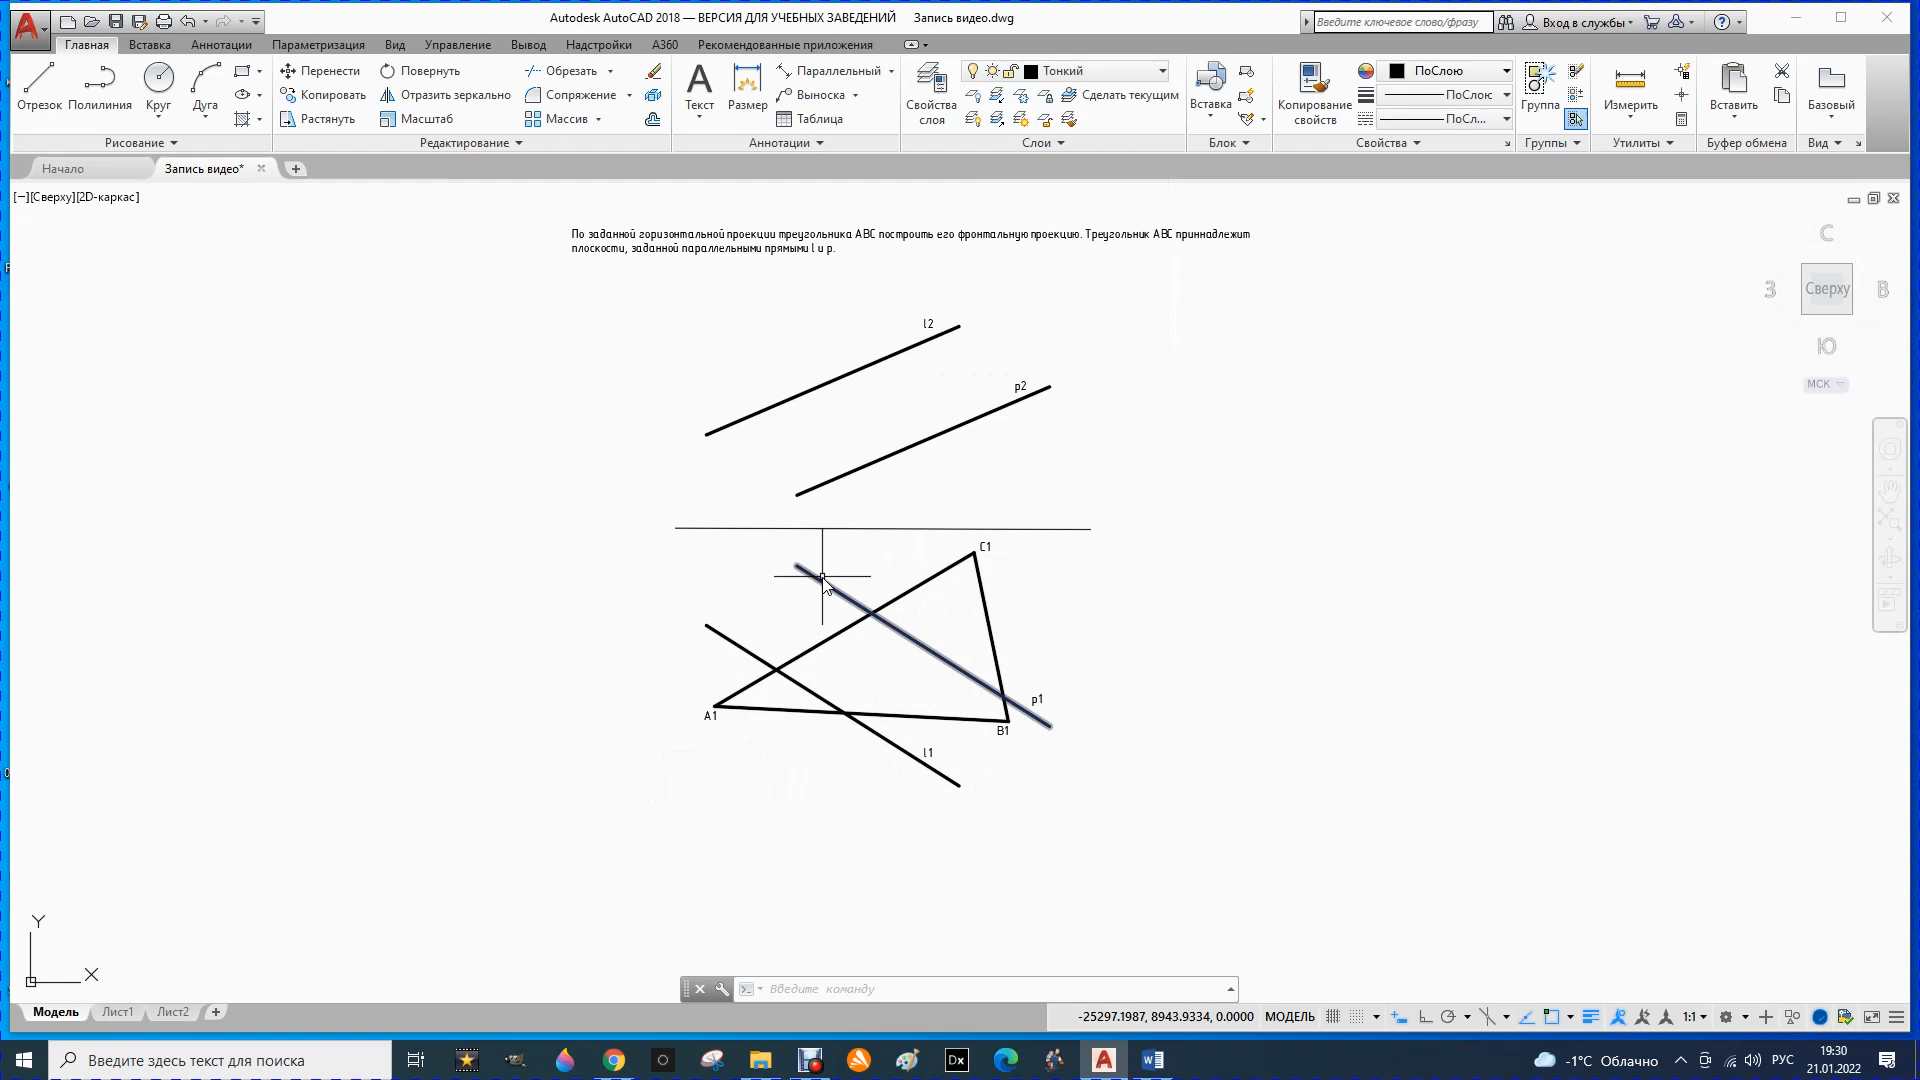 Autodesk AutoCAD 2018 — ВЕРСИЯ ДЛЯ УЧЕБНЫХ ЗАВЕДЕНИЙ Запись видео.dwg
Введите ключевое слово/фразу
Вход в службы
Главная Вставка Аннотации Параметризация Вид Управление Вывод Надстройки A360 Рекомендованные приложения
Отрезок Полилиния Круг Дуга
Перенести Повернуть Обрезать
Копировать Отразить зеркально Сопряжение
Растянуть Масштаб Массив
Текст Размер
Параллельный
Выноска
Таблица
Свойства слоя
Тонкий
Сделать текущим
Вставка
Копирование свойств
ПоСлою
ПоСлою
ПоСл...
Группа
Измерить
Вставить
Базовый
Рисование Редактирование Аннотации Слои Блок Свойства Группы Утилиты Буфер обмена Вид
Начало Запись видео*
[−][Сверху][2D-каркас]
По заданной горизонтальной проекции треугольника ABC построить его фронтальную проекцию. Треугольник ABC приннадлежит
плоскости, заданной параллельными прямыми l и p.
С
З Сверху В
Ю
МСК
l2
p2
C1
p1
A1
B1
l1
Y
X
Введите команду
Модель Лист1 Лист2
-25297.1987, 8943.9334, 0.0000 МОДЕЛЬ 1:1
Введите здесь текст для поиска
Dx
-1°C Облачно
РУС
19:30
21.01.2022